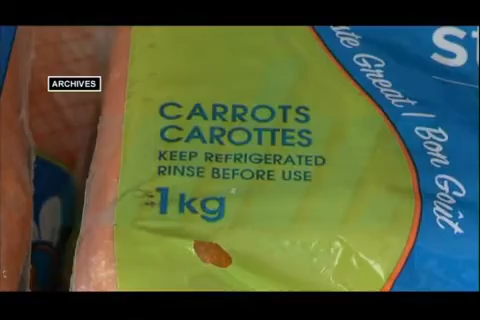 ARCHIVES
CARROTS
CAROTTES
KEEP REFRIGERATED
RINSE BEFORE USE
1kg
Great / Bon Goût